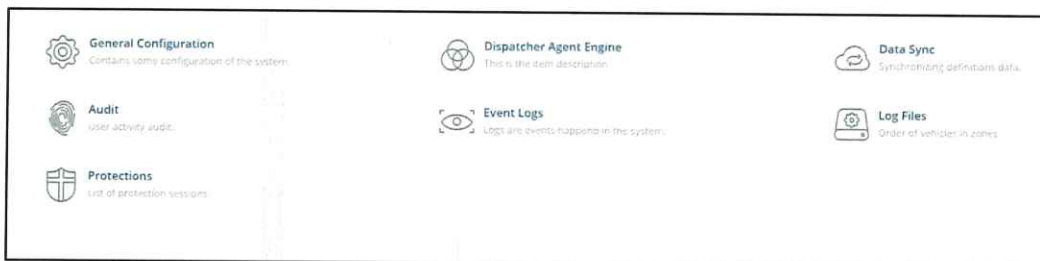 General Configuration
Contains some configuration of the system.
Dispatcher Agent Engine
This is the item description
Data Sync
Synchronizing definitions data.
Audit
User activity audit.
Event Logs
Logs are events happend in the system.
Log Files
Order of vehicles in zones
Protections
List of protection sessions